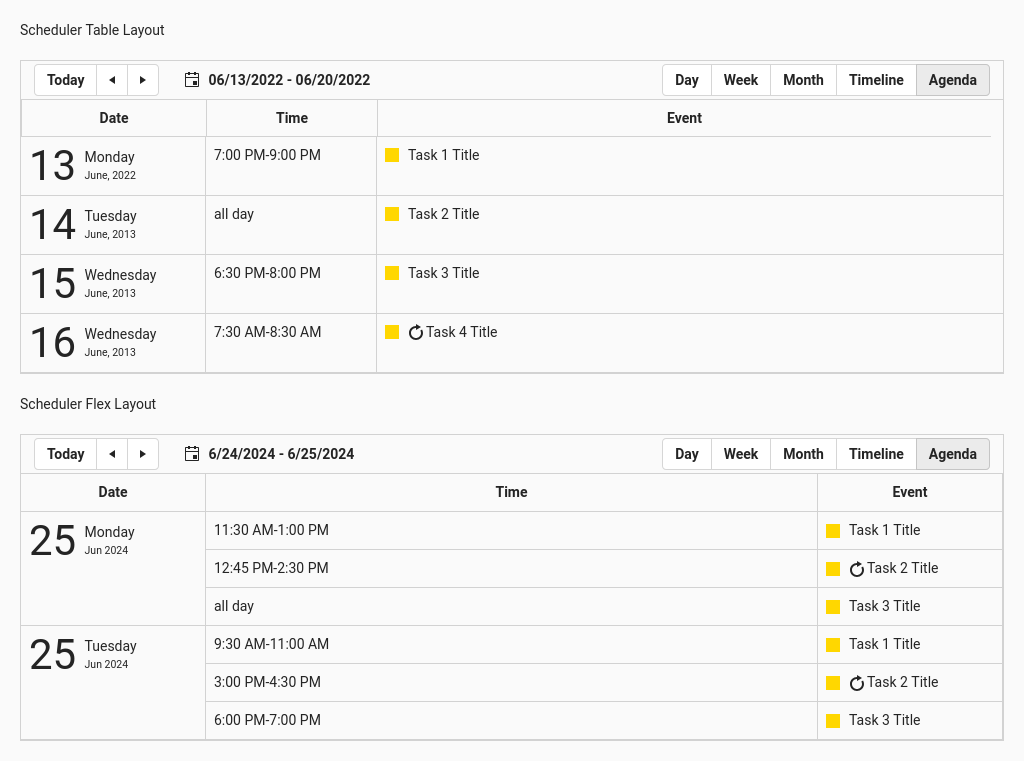 Scheduler Table Layout
Today 06/13/2022 - 06/20/2022 Day Week Month Timeline Agenda
Date Time Event
13 Monday 7:00 PM-9:00 PM Task 1 Title
June, 2022
14 Tuesday all day Task 2 Title
June, 2013
15 Wednesday 6:30 PM-8:00 PM Task 3 Title
June, 2013
16 Wednesday 7:30 AM-8:30 AM Task 4 Title
June, 2013
Scheduler Flex Layout
Today 6/24/2024 - 6/25/2024 Day Week Month Timeline Agenda
Date Time Event
25 Monday 11:30 AM-1:00 PM Task 1 Title
Jun 2024
12:45 PM-2:30 PM Task 2 Title
all day Task 3 Title
25 Tuesday 9:30 AM-11:00 AM Task 1 Title
Jun 2024
3:00 PM-4:30 PM Task 2 Title
6:00 PM-7:00 PM Task 3 Title